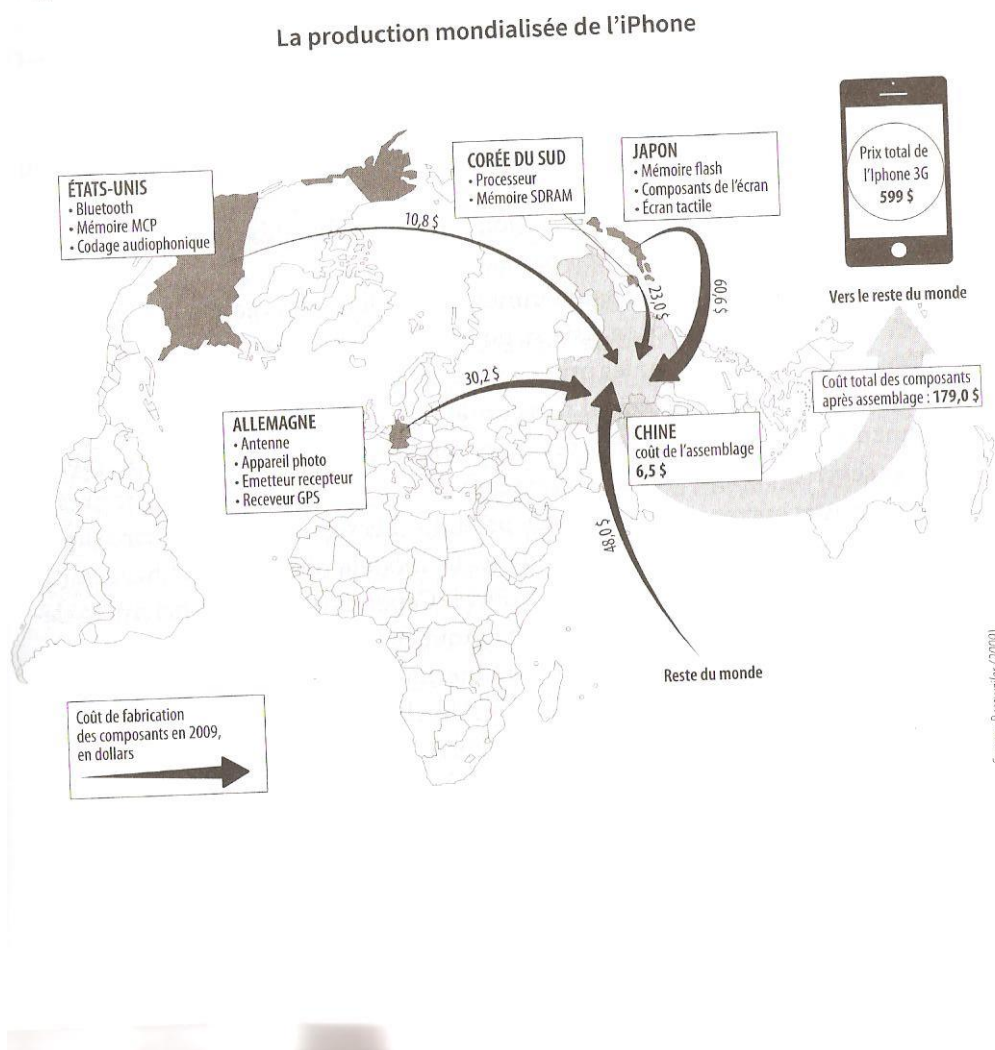 La production mondialisée de l'iPhone
ÉTATS-UNIS
• Bluetooth
• Mémoire MCP
• Codage audiophonique
CORÉE DU SUD
• Processeur
• Mémoire SDRAM
JAPON
• Mémoire flash
• Composants de l'écran
• Écran tactile
Prix total de
l'Iphone 3G
599 $
10,8 $
23,0 $
60,6 $
Vers le reste du monde
30,2 $
Coût total des composants
après assemblage : 179,0 $
ALLEMAGNE
• Antenne
• Appareil photo
• Emetteur recepteur
• Receveur GPS
CHINE
coût de l'assemblage
6,5 $
48,0 $
Reste du monde
Coût de fabrication
des composants en 2009,
en dollars